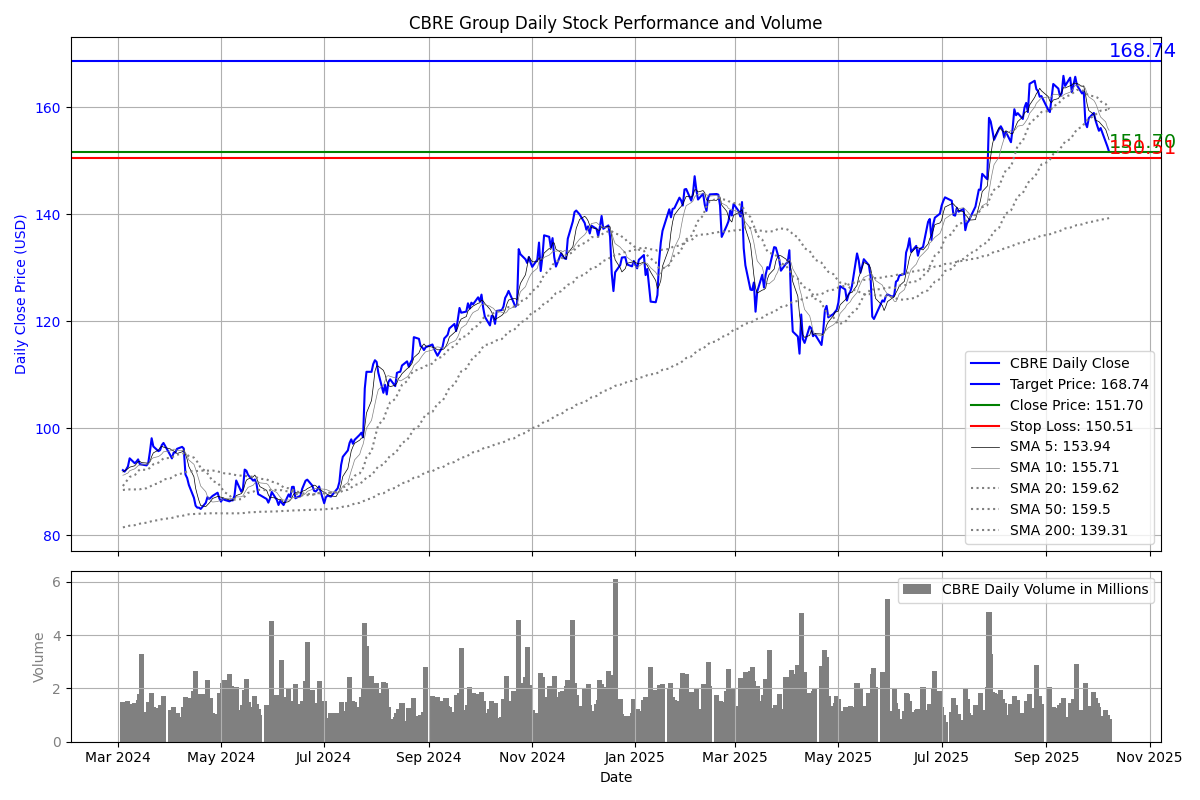 CBRE Group Daily Stock Performance and Volume
168.74
160
151.70
150.51
140
120
100
80
Daily Close Price (USD)
CBRE Daily Close
Target Price: 168.74
Close Price: 151.70
Stop Loss: 150.51
SMA 5: 153.94
SMA 10: 155.71
SMA 20: 159.62
SMA 50: 159.5
SMA 200: 139.31
6
4
2
0
Volume
CBRE Daily Volume in Millions
Mar 2024 May 2024 Jul 2024 Sep 2024 Nov 2024 Jan 2025 Mar 2025 May 2025 Jul 2025 Sep 2025 Nov 2025
Date